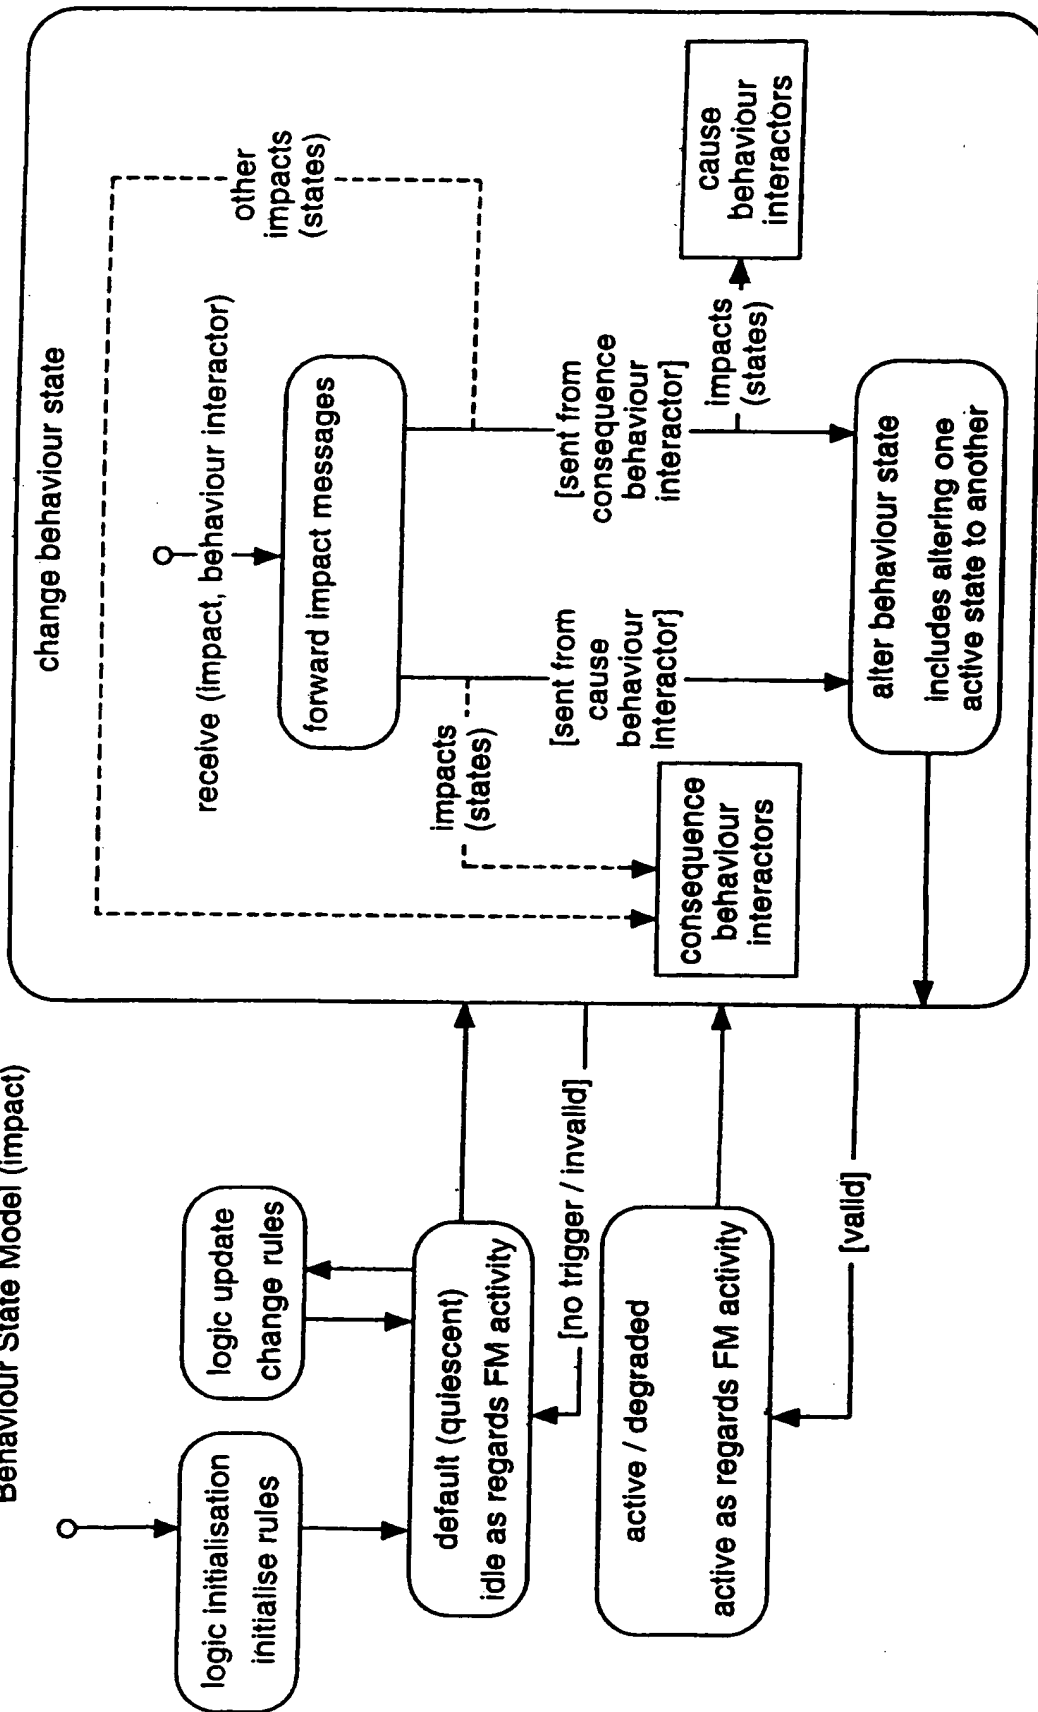 Behaviour State Model (impact)
logic initialisation
initialise rules
logic update
change rules
default (quiescent)
idle as regards FM activity
[no trigger / invalid]
active / degraded
active as regards FM activity
[valid]
change behaviour state
receive (impact, behaviour interactor)
forward impact messages
other
impacts
(states)
impacts
(states)
[sent from
cause
behaviour
interactor]
[sent from
consequence
behaviour
interactor]
impacts
(states)
consequence
behaviour
interactors
cause
behaviour
interactors
alter behaviour state
includes altering one
active state to another